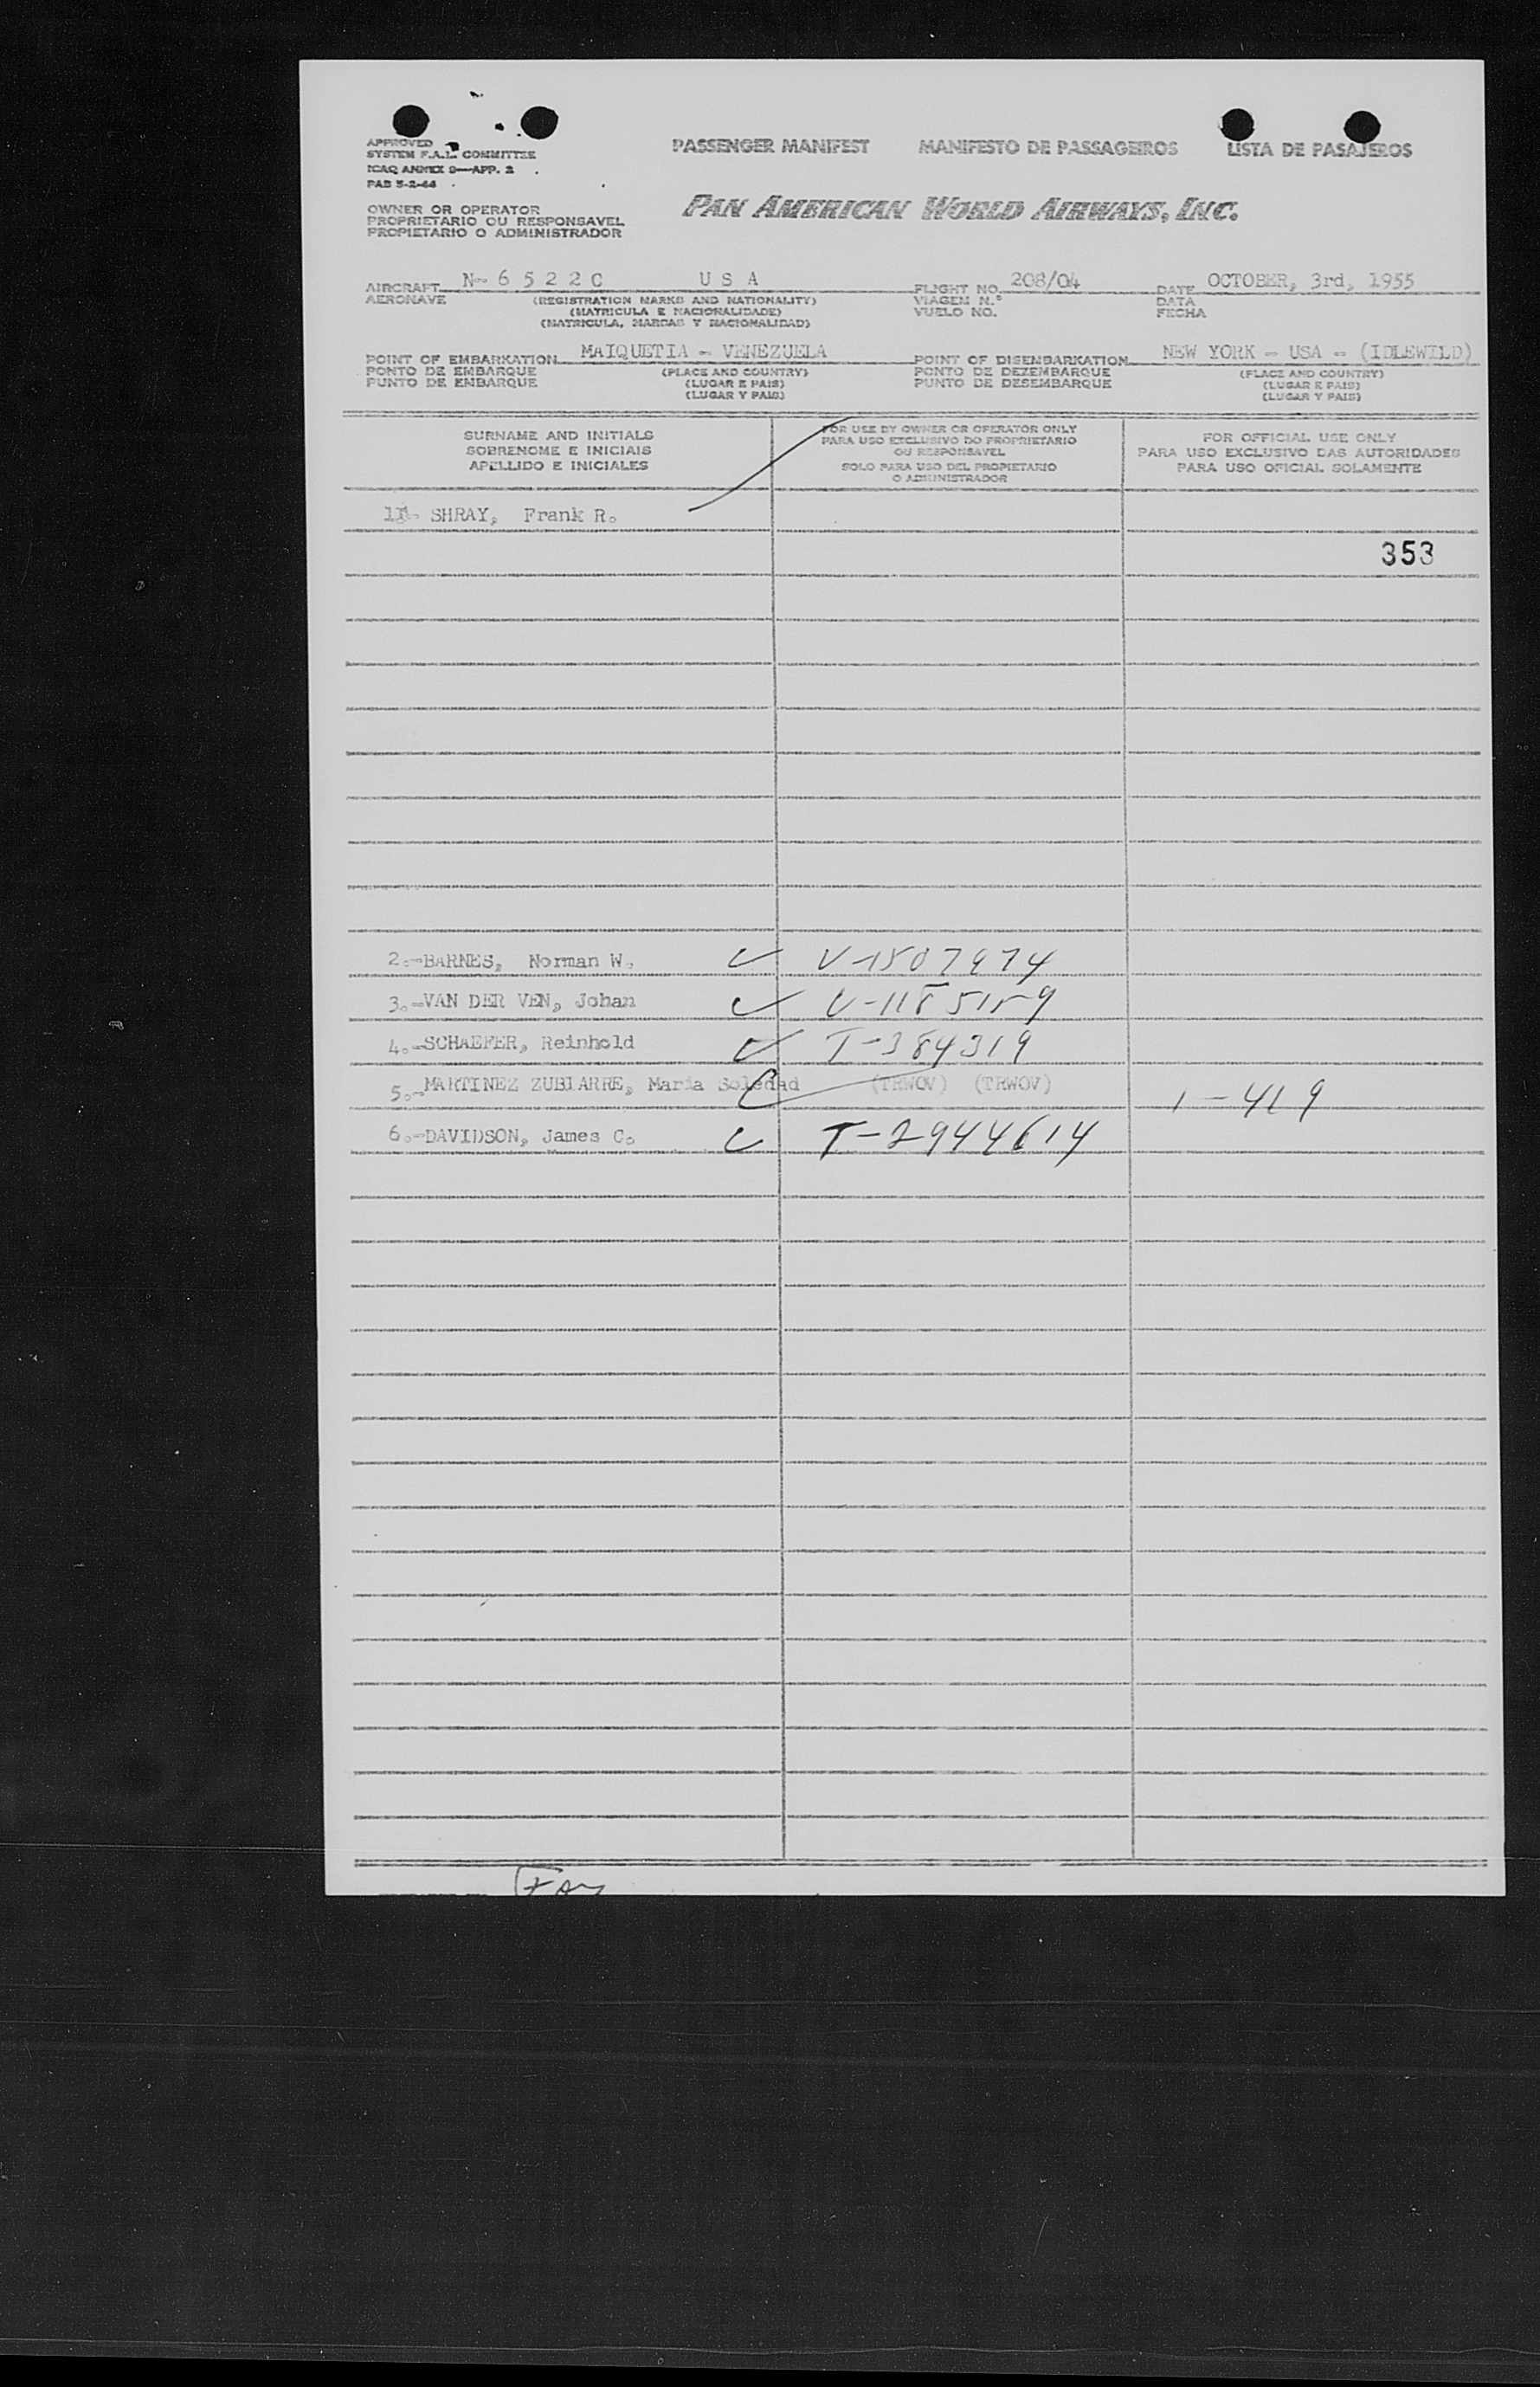 APPROVED
SYSTEM F.A.L. COMMITTEE
ICAO ANNEX 9—APP. 2
PAB 5-2-44
PASSENGER MANIFEST MANIFESTO DE PASSAGEIROS LISTA DE PASAJEROS
OWNER OR OPERATOR
PROPRIETARIO OU RESPONSAVEL
PROPIETARIO O ADMINISTRADOR
PAN AMERICAN WORLD AIRWAYS, INC.
AIRCRAFT N- 6 5 2 2 C U S A FLIGHT NO. 208/04 DATE OCTOBER, 3rd, 1955
AERONAVE (REGISTRATION MARKS AND NATIONALITY) VIAGEM N.º DATA
(MATRICULA E NACIONALIDADE) VUELO NO. FECHA
(MATRICULA, MARCAS Y NACIONALIDAD)
POINT OF EMBARKATION MAIQUETIA - VENEZUELA POINT OF DISEMBARKATION NEW YORK - USA - (IDLEWILD)
PONTO DE EMBARQUE (PLACE AND COUNTRY) PONTO DE DEZEMBARQUE (PLACE AND COUNTRY)
PUNTO DE EMBARQUE (LUGAR E PAIS) PUNTO DE DESEMBARQUE (LUGAR E PAIS)
(LUGAR Y PAIS) (LUGAR Y PAIS)
SURNAME AND INITIALS
SOBRENOME E INICIAIS
APELLIDO E INICIALES
FOR USE BY OWNER OR OPERATOR ONLY
PARA USO EXCLUSIVO DO PROPRIETARIO
OU RESPONSAVEL
SOLO PARA USO DEL PROPIETARIO
O ADMINISTRADOR
FOR OFFICIAL USE ONLY
PARA USO EXCLUSIVO DAS AUTORIDADES
PARA USO OFICIAL SOLAMENTE
SHRAY, Frank R.
353
2.-BARNES, Norman W. V-1507974
3.-VAN DER VEN, Johan V-1185159
4.-SCHAEFER, Reinhold T-384319
5.-MARTINEZ ZUBIARRE, Maria Soledad (TRWOV) (TRWOV) 1-419
6.-DAVIDSON, James C. T-2944614